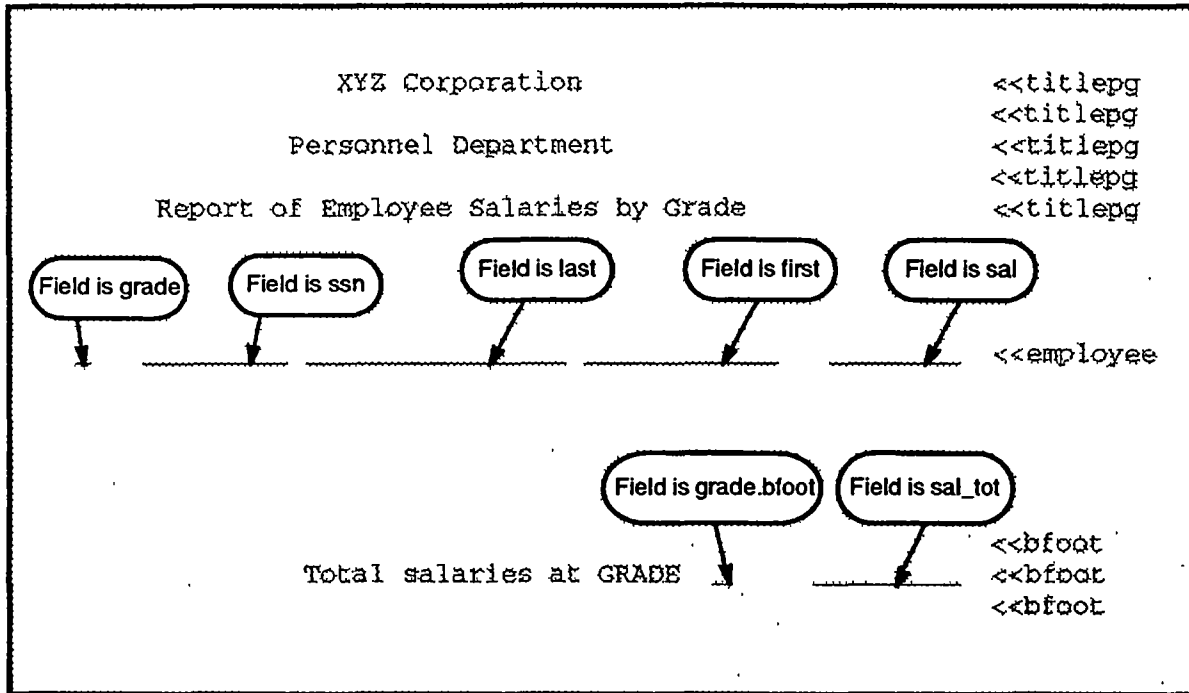 XYZ Corporation <<titlepg
<<titlepg
Personnel Department <<titlepg
<<titlepg
Report of Employee Salaries by Grade <<titlepg
Field is grade Field is ssn Field is last Field is first Field is sal
<<employee
Field is grade.bfoot Field is sal_tot
<<bfoot
Total salaries at GRADE <<bfoot
<<bfoot